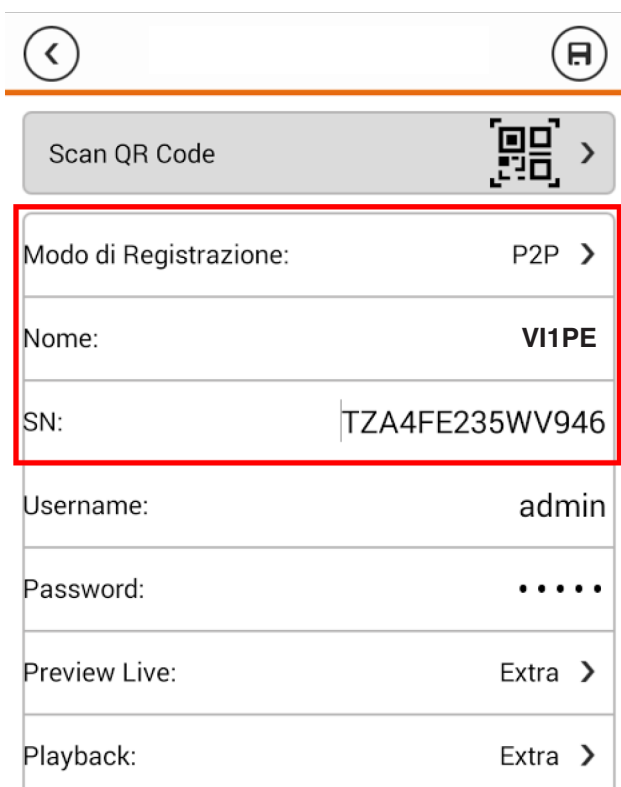 Scan QR Code
Modo di Registrazione: P2P
Nome: VI1PE
SN: TZA4FE235WV946
Username: admin
Password: •••••
Preview Live: Extra
Playback: Extra